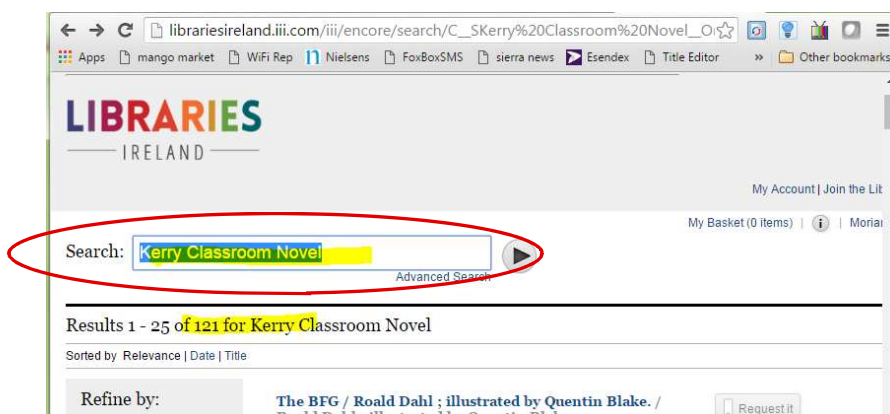 librariesireland.iii.com/iii/encore/search/C__SKerry%20Classroom%20Novel__O
Apps mango market WiFi Rep Nielsens FoxBoxSMS sierra news Esendex Title Editor » Other bookmarks
LIBRARIES
IRELAND
My Account | Join the Lib
My Basket (0 items) | i | Moriar
Search: Kerry Classroom Novel
Advanced Search
Results 1 - 25 of 121 for Kerry Classroom Novel
Sorted by Relevance | Date | Title
Refine by:
The BFG / Roald Dahl ; illustrated by Quentin Blake. /
Request it